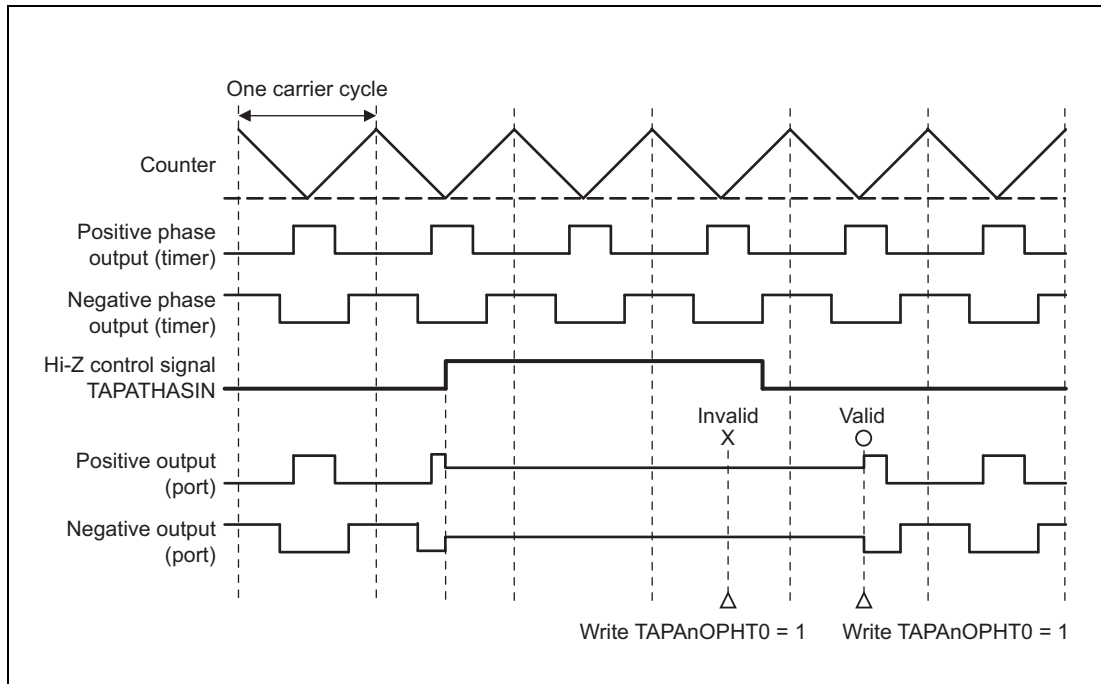 One carrier cycle
Counter
Positive phase
output (timer)
Negative phase
output (timer)
Hi-Z control signal
TAPATHASIN
Invalid Valid
X
Positive output
(port)
Negative output
(port)
Write TAPAnOPHT0 = 1 Write TAPAnOPHT0 = 1